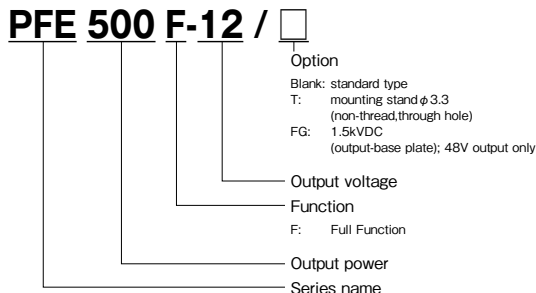 PFE 500 F-12 / □
Option
Blank: standard type
T: mounting stand φ3.3
(non-thread,through hole)
FG: 1.5kVDC
(output-base plate); 48V output only
Output voltage
Function
F: Full Function
Output power
Series name